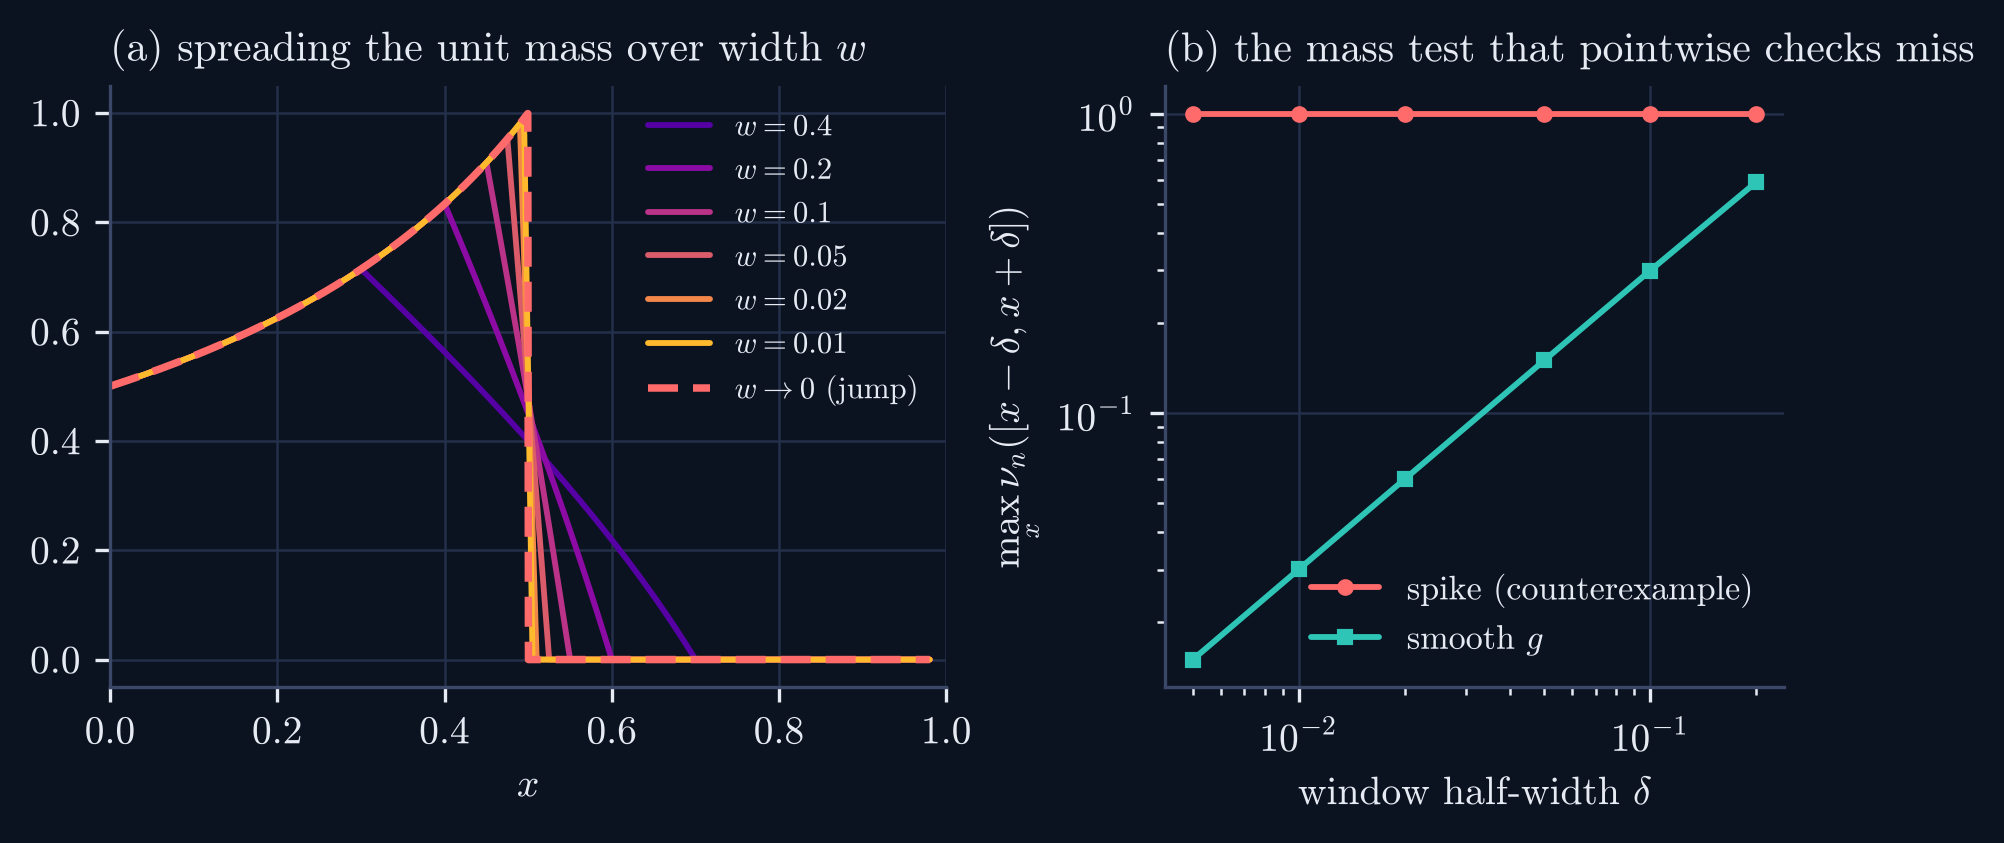 (a) spreading the unit mass over width w
1.0
0.8
0.6
0.4
0.2
0.0
0.0 0.2 0.4 0.6 0.8 1.0
x
w = 0.4
w = 0.2
w = 0.1
w = 0.05
w = 0.02
w = 0.01
w → 0 (jump)
(b) the mass test that pointwise checks miss
max_x ν_n([x − δ, x + δ])
10⁰
10⁻¹
10⁻² 10⁻¹
window half-width δ
spike (counterexample)
smooth g